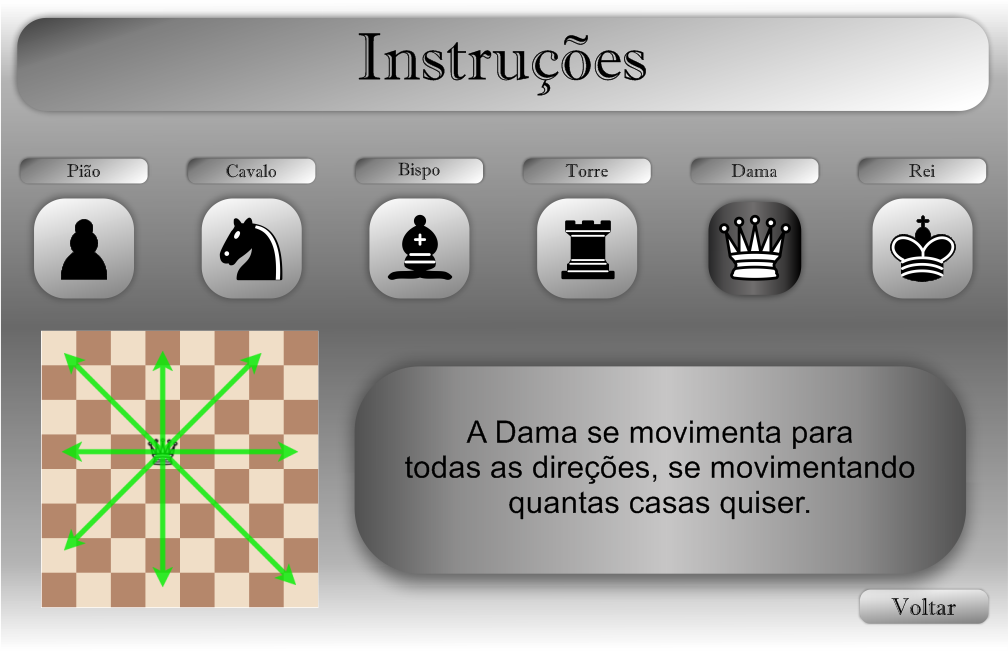 Instruções
Pião
Cavalo
Bispo
Torre
Dama
Rei
A Dama se movimenta para
todas as direções, se movimentando
quantas casas quiser.
Voltar